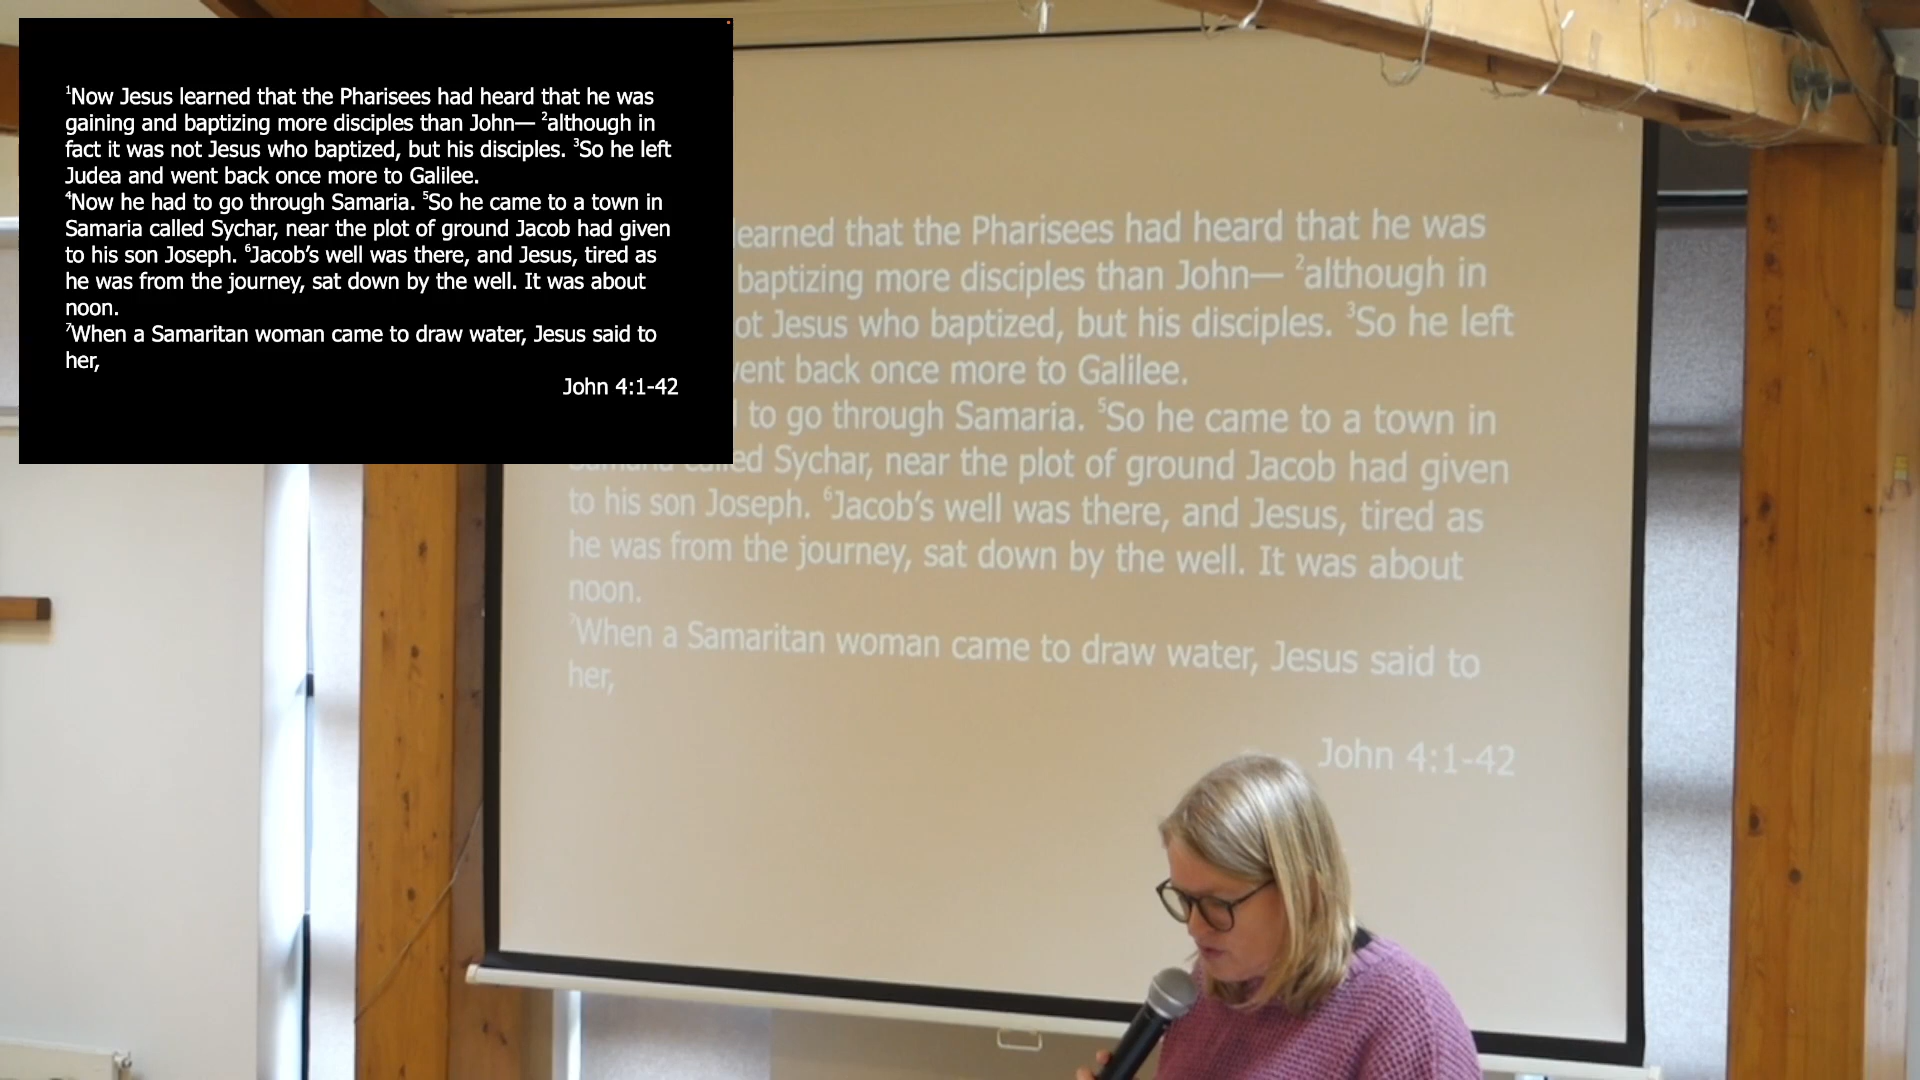 ¹Now Jesus learned that the Pharisees had heard that he was
gaining and baptizing more disciples than John— ²although in
fact it was not Jesus who baptized, but his disciples. ³So he left
Judea and went back once more to Galilee.
⁴Now he had to go through Samaria. ⁵So he came to a town in
Samaria called Sychar, near the plot of ground Jacob had given
to his son Joseph. ⁶Jacob’s well was there, and Jesus, tired as
he was from the journey, sat down by the well. It was about
noon.
⁷When a Samaritan woman came to draw water, Jesus said to
her,
John 4:1-42
learned that the Pharisees had heard that he was
baptizing more disciples than John— ²although in
ot Jesus who baptized, but his disciples. ³So he left
went back once more to Galilee.
to go through Samaria. ⁵So he came to a town in
Samaria called Sychar, near the plot of ground Jacob had given
to his son Joseph. ⁶Jacob’s well was there, and Jesus, tired as
he was from the journey, sat down by the well. It was about
noon.
⁷When a Samaritan woman came to draw water, Jesus said to
her,
John 4:1-42